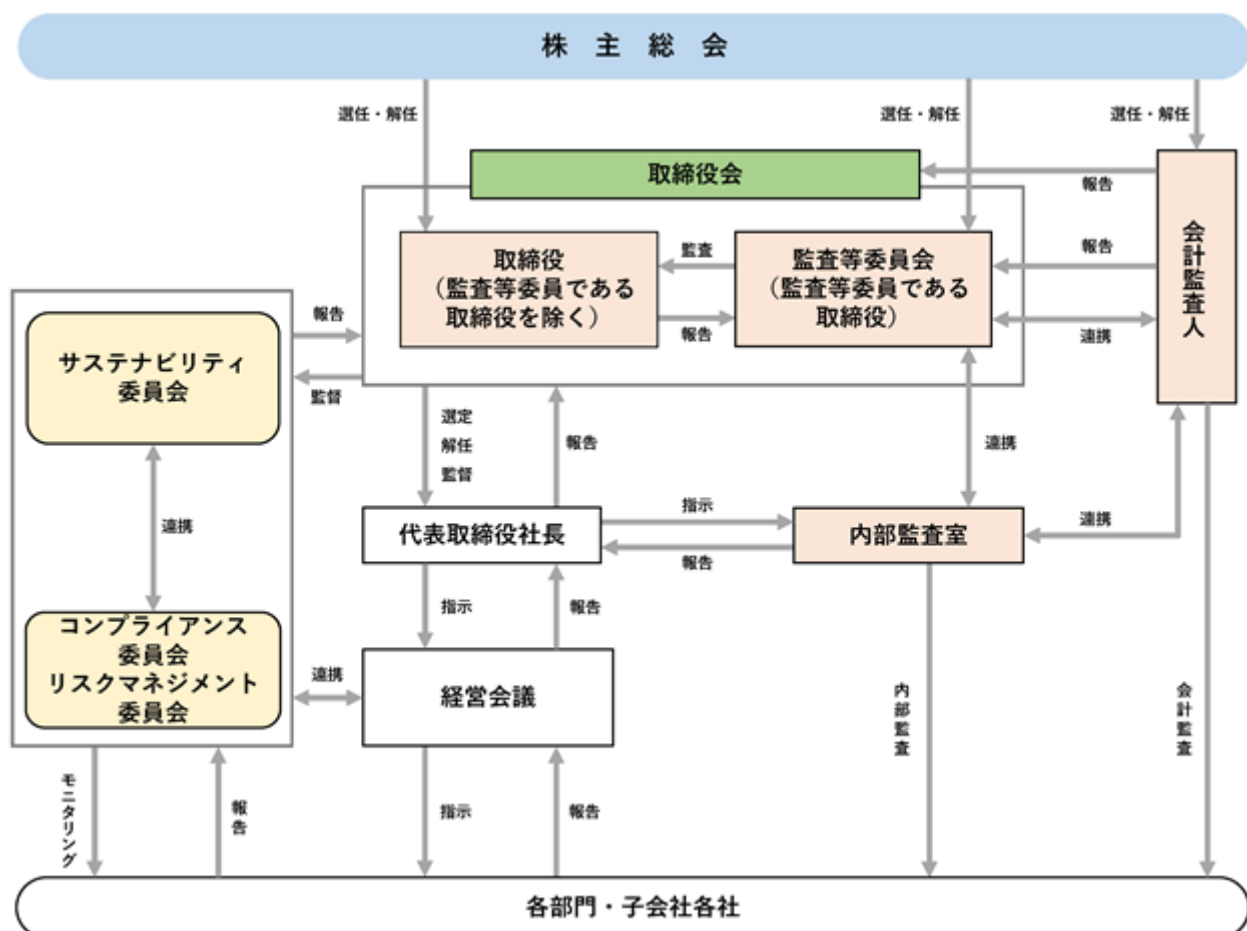 株 主 総 会
選任・解任
選任・解任
選任・解任
取締役会
報告
取締役
（監査等委員である
取締役を除く）
監査
報告
監査等委員会
（監査等委員である
取締役）
報告
連携
会計監査人
サステナビリティ
委員会
報告
監督
選定
解任
監督
報告
連携
連携
代表取締役社長
指示
報告
内部監査室
連携
指示
報告
コンプライアンス
委員会
リスクマネジメント
委員会
連携
経営会議
内部監査
会計監査
モニタリング
報告
指示
報告
各部門・子会社各社